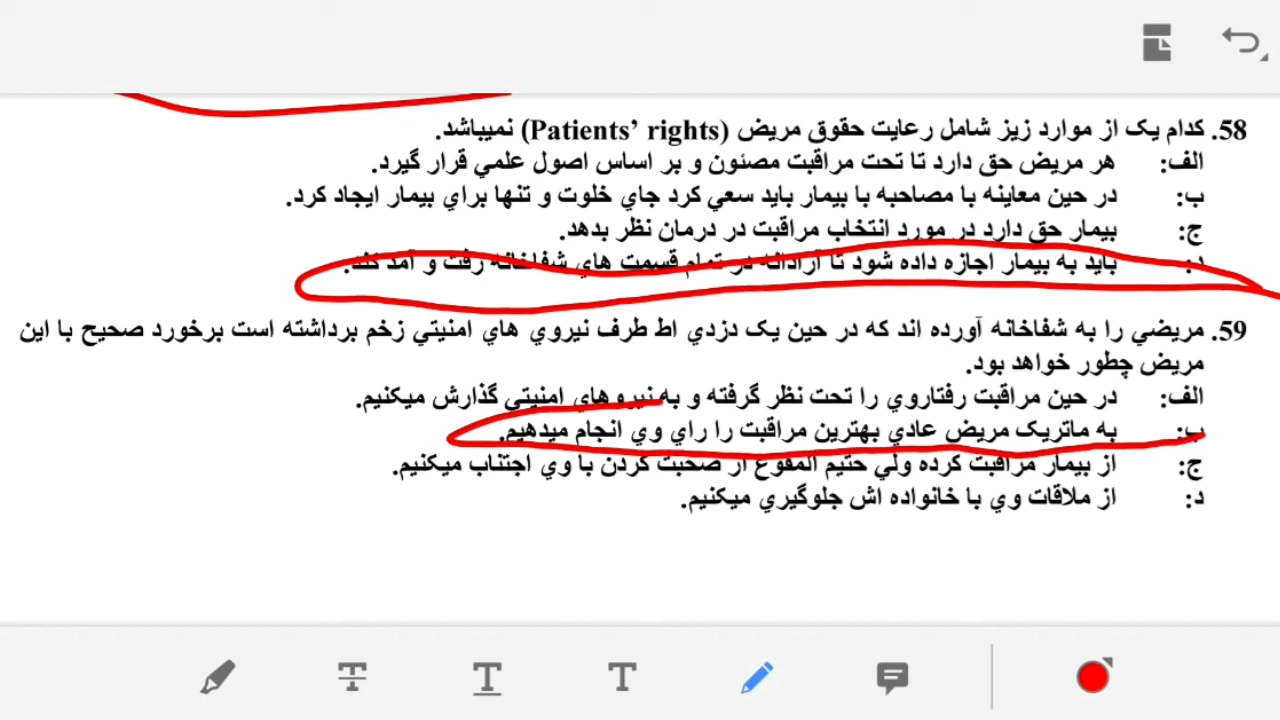 58. کدام یک از موارد زیز شامل رعایت حقوق مریض (Patients’ rights) نمیباشد.
الف: هر مریض حق دارد تا تحت مراقبت مصئون و بر اساس اصول علمي قرار گیرد.
ب: در حین معاینه با مصاحبه با بیمار باید سعي کرد جاي خلوت و تنها براي بیمار ایجاد کرد.
ج: بیمار حق دارد در مورد انتخاب مراقبت در درمان نظر بدهد.
د: باید به بیمار اجازه داده شود تا آزادانه در تمام قسمت هاي شفاخانه رفت و آمد کند.
59. مریضي را به شفاخانه آورده اند که در حین یک دزدي اط طرف نیروي هاي امنیتي زخم برداشته است برخورد صحیح با این
مریض چطور خواهد بود.
الف: در حین مراقبت رفتاروي را تحت نظر گرفته و به نیروهاي امنیتي گذارش میکنیم.
ب: به ماتریک مریض عادي بهترین مراقبت را راي وي انجام میدهیم.
ج: از بیمار مراقبت کرده ولي حتیم المقوع از صحبت کردن با وي اجتناب میکنیم.
د: از ملاقات وي با خانواده اش جلوگیري میکنیم.